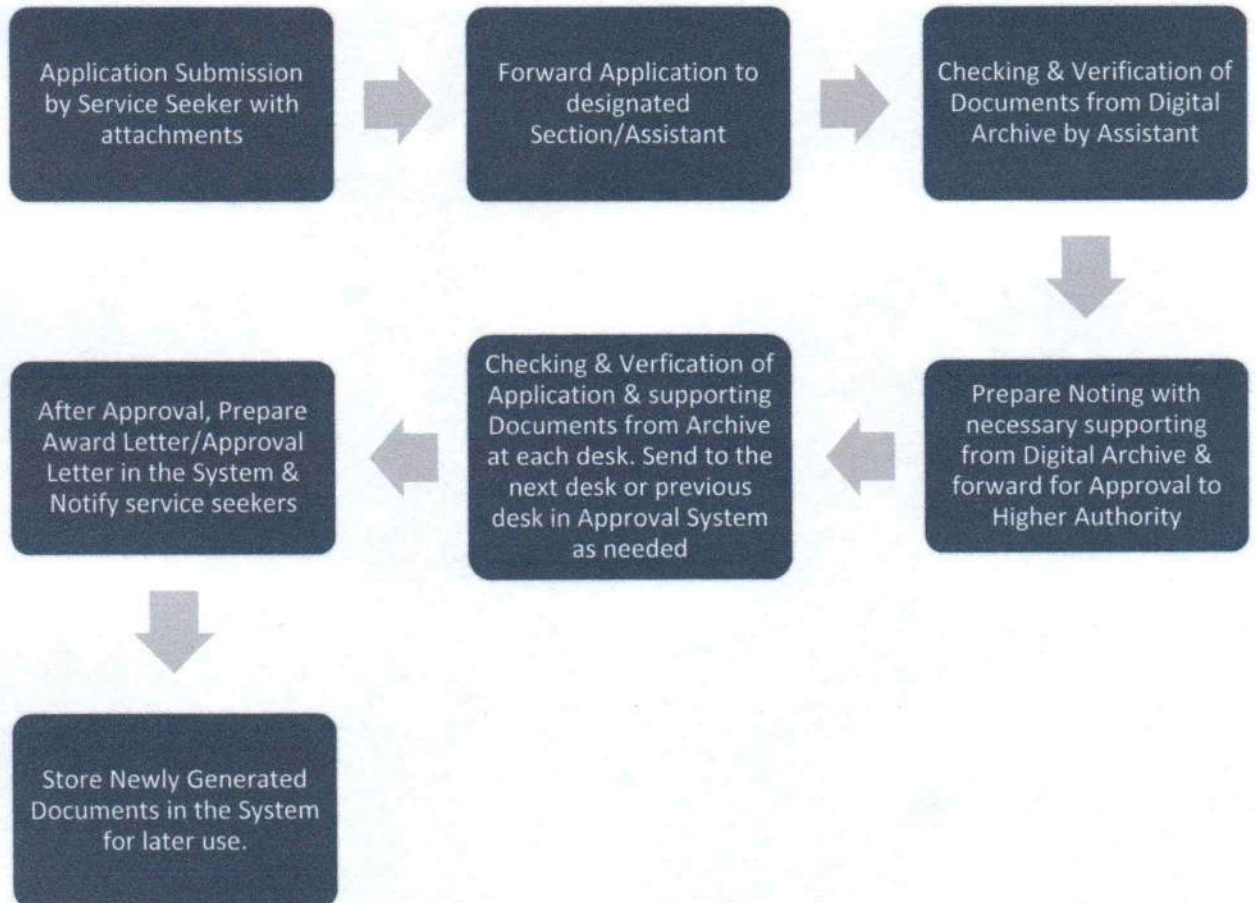 Application Submission
by Service Seeker with
attachments
Forward Application to
designated
Section/Assistant
Checking & Verification of
Documents from Digital
Archive by Assistant
Prepare Noting with
necessary supporting
from Digital Archive &
forward for Approval to
Higher Authority
Checking & Verfication of
Application & supporting
Documents from Archive
at each desk. Send to the
next desk or previous
desk in Approval System
as needed
After Approval, Prepare
Award Letter/Approval
Letter in the System &
Notify service seekers
Store Newly Generated
Documents in the System
for later use.